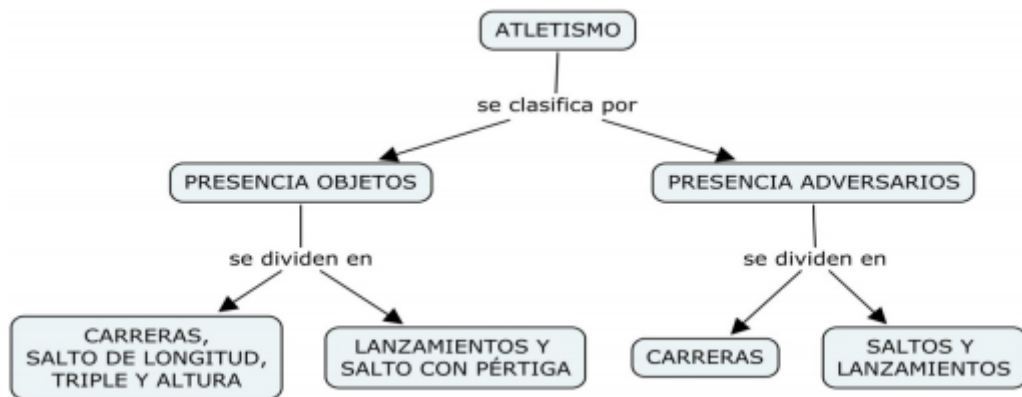 ATLETISMO
se clasifica por
PRESENCIA OBJETOS
PRESENCIA ADVERSARIOS
se dividen en
se dividen en
CARRERAS,
SALTO DE LONGITUD,
TRIPLE Y ALTURA
LANZAMIENTOS Y
SALTO CON PÉRTIGA
CARRERAS
SALTOS Y
LANZAMIENTOS